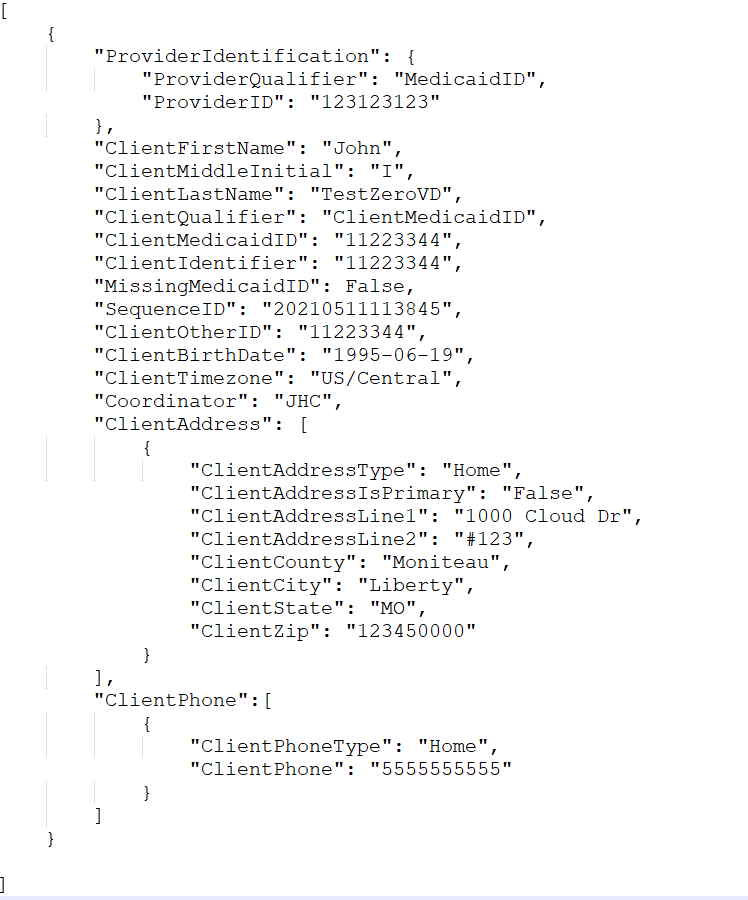 [
    {
        "ProviderIdentification": {
            "ProviderQualifier": "MedicaidID",
            "ProviderID": "123123123"
        },
        "ClientFirstName": "John",
        "ClientMiddleInitial": "I",
        "ClientLastName": "TestZeroVD",
        "ClientQualifier": "ClientMedicaidID",
        "ClientMedicaidID": "11223344",
        "ClientIdentifier": "11223344",
        "MissingMedicaidID": False,
        "SequenceID": "20210511113845",
        "ClientOtherID": "11223344",
        "ClientBirthDate": "1995-06-19",
        "ClientTimezone": "US/Central",
        "Coordinator": "JHC",
        "ClientAddress": [
            {
                "ClientAddressType": "Home",
                "ClientAddressIsPrimary": "False",
                "ClientAddressLine1": "1000 Cloud Dr",
                "ClientAddressLine2": "#123",
                "ClientCounty": "Moniteau",
                "ClientCity": "Liberty",
                "ClientState": "MO",
                "ClientZip": "123450000"
            }
        ],
        "ClientPhone":[
            {
                "ClientPhoneType": "Home",
                "ClientPhone": "5555555555"
            }
        ]
    }
]